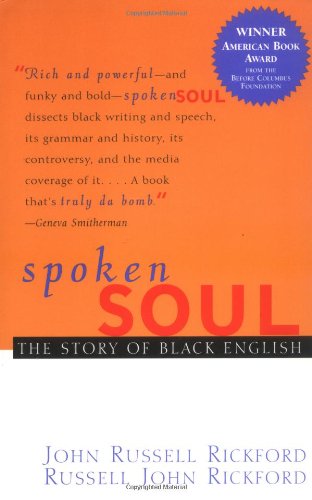 WINNER
AMERICAN BOOK
AWARD
FROM THE
BEFORE COLUMBUS
FOUNDATION
"Rich and powerful—and
funky and bold—spoken SOUL
dissects black writing and speech,
its grammar and history, its
controversy, and the media
coverage of it. . . . A book
that's truly da bomb."
—Geneva Smitherman
spoken
SOUL
THE STORY OF BLACK ENGLISH
JOHN RUSSELL RICKFORD
RUSSELL JOHN RICKFORD